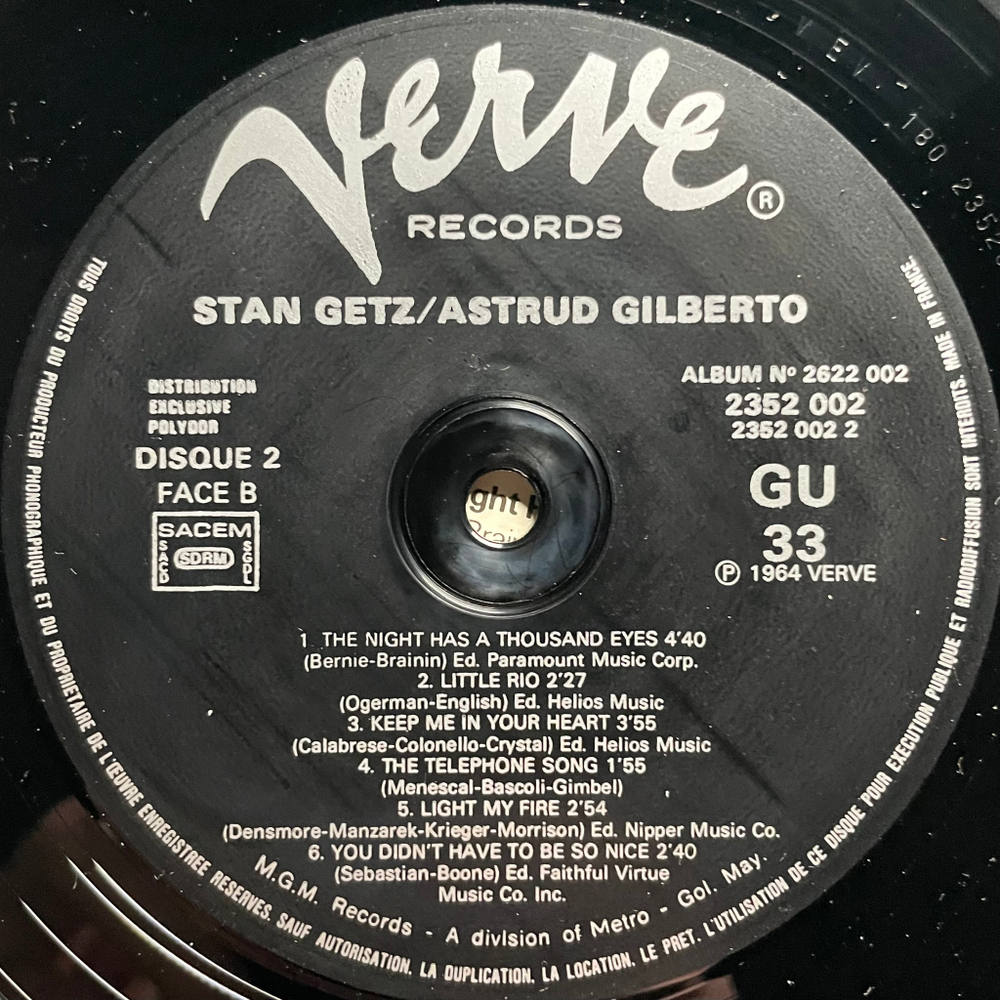 Verve ®
RECORDS
STAN GETZ/ASTRUD GILBERTO
DISTRIBUTION
EXCLUSIVE
POLYDOR
DISQUE 2
FACE B
SACEM
SACD SDRM SGDL
ALBUM Nº 2622 002
2352 002
2352 002 2
GU
33
℗ 1964 VERVE
ght
1. THE NIGHT HAS A THOUSAND EYES 4'40
(Bernie-Brainin) Ed. Paramount Music Corp.
2. LITTLE RIO 2'27
(Ogerman-English) Ed. Helios Music
3. KEEP ME IN YOUR HEART 3'55
(Calabrese-Colonello-Crystal) Ed. Helios Music
4. THE TELEPHONE SONG 1'55
(Menescal-Bascoli-Gimbel)
5. LIGHT MY FIRE 2'54
(Densmore-Manzarek-Krieger-Morrison) Ed. Nipper Music Co.
6. YOU DIDN'T HAVE TO BE SO NICE 2'40
(Sebastian-Boone) Ed. Faithful Virtue
Music Co. Inc.
M.G.M. Records - A division of Metro - Gol. May.
TOUS DROITS DU PRODUCTEUR PHONOGRAPHIQUE ET DU PROPRIETAIRE DE L'ŒUVRE ENREGISTREE RESERVES. SAUF AUTORISATION, LA DUPLICATION, LA LOCATION, LE PRET, L'UTILISATION DE CE DISQUE POUR EXECUTION PUBLIQUE ET RADIODIFFUSION SONT INTERDITS. MADE IN FRANCE.
180 2352